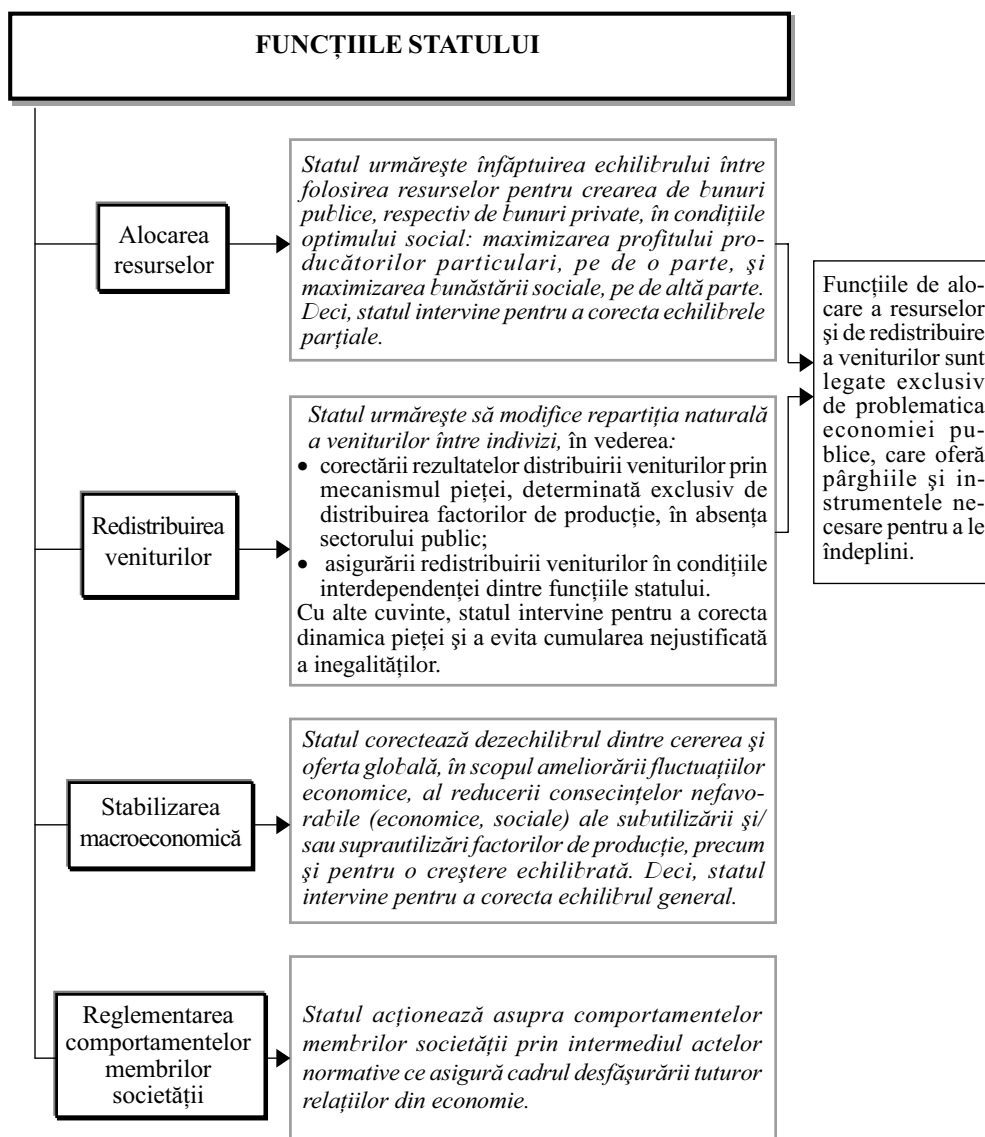 FUNCȚIILE STATULUI
Alocarea
resurselor
Statul urmăreşte înfăptuirea echilibrului între
folosirea resurselor pentru crearea de bunuri
publice, respectiv de bunuri private, în condițiile
optimului social: maximizarea profitului pro-
ducătorilor particulari, pe de o parte, şi
maximizarea bunăstării sociale, pe de altă parte.
Deci, statul intervine pentru a corecta echilibrele
parțiale.
Funcțiile de alo-
care a resurselor
şi de redistribuire
a veniturilor sunt
legate exclusiv
de problematica
economiei pu-
blice, care oferă
pârghiile şi in-
strumentele ne-
cesare pentru a le
îndeplini.
Redistribuirea
veniturilor
Statul urmăreşte să modifice repartiția naturală
a veniturilor între indivizi, în vederea:
• corectării rezultatelor distribuirii veniturilor prin
mecanismul pieței, determinată exclusiv de
distribuirea factorilor de producție, în absența
sectorului public;
• asigurării redistribuirii veniturilor în condițiile
interdependenței dintre funcțiile statului.
Cu alte cuvinte, statul intervine pentru a corecta
dinamica pieței şi a evita cumularea nejustificată
a inegalităților.
Stabilizarea
macroeconomică
Statul corectează dezechilibrul dintre cererea şi
oferta globală, în scopul ameliorării fluctuațiilor
economice, al reducerii consecințelor nefavo-
rabile (economice, sociale) ale subutilizării şi/
sau suprautilizări factorilor de producție, precum
şi pentru o creştere echilibrată. Deci, statul
intervine pentru a corecta echilibrul general.
Reglementarea
comportamentelor
membrilor
societății
Statul acționează asupra comportamentelor
membrilor societății prin intermediul actelor
normative ce asigură cadrul desfăşurării tuturor
relațiilor din economie.